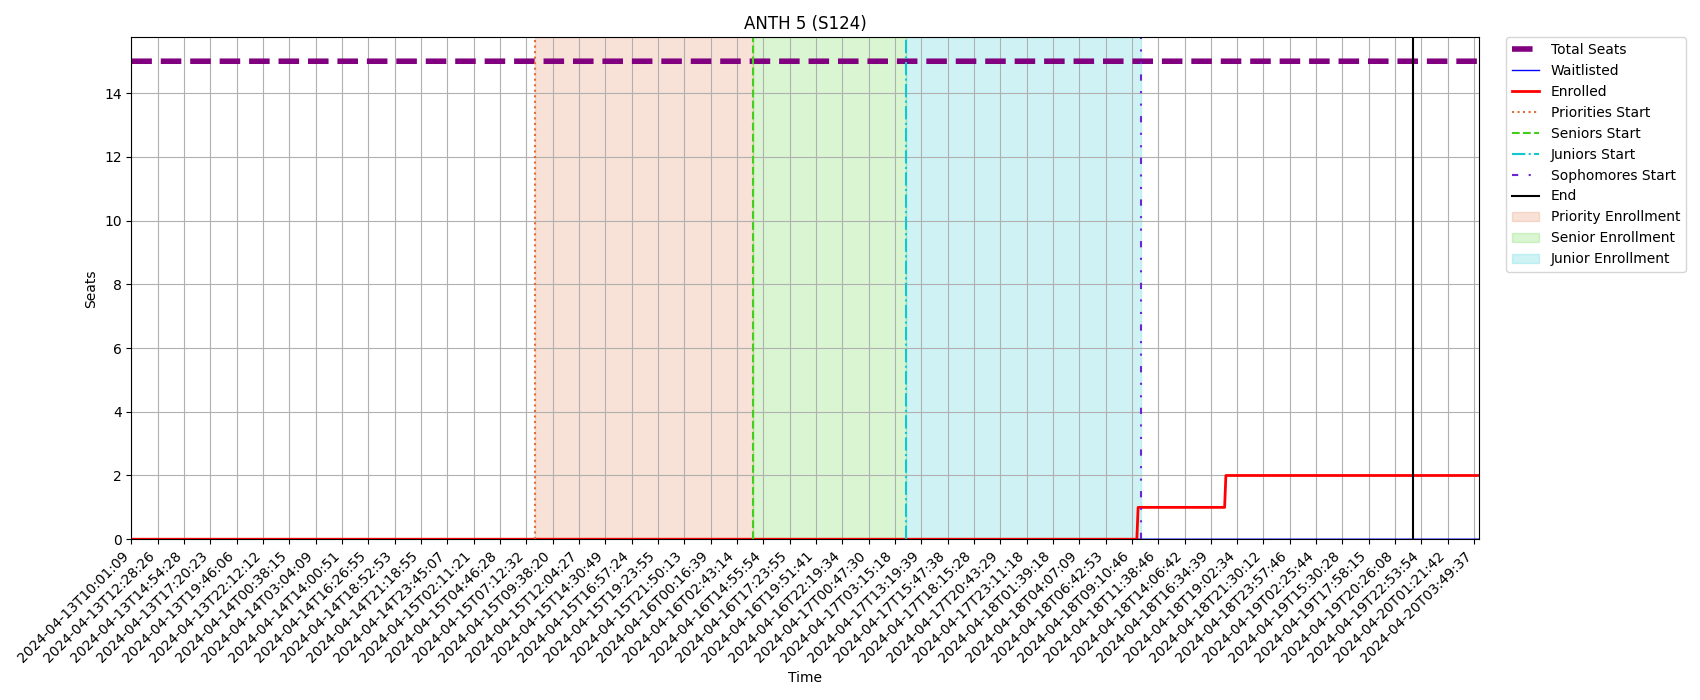 ANTH 5 (S124)
Total Seats
Waitlisted
Enrolled
Priorities Start
Seniors Start
Juniors Start
Sophomores Start
End
Priority Enrollment
Senior Enrollment
Junior Enrollment
Seats
14
12
10
8
6
4
2
0
2024-04-13T10:01:09
2024-04-13T12:28:26
2024-04-13T14:54:28
2024-04-13T17:20:23
2024-04-13T19:46:06
2024-04-13T22:12:12
2024-04-14T00:38:15
2024-04-14T03:04:09
2024-04-14T14:00:51
2024-04-14T16:26:55
2024-04-14T18:52:53
2024-04-14T21:18:55
2024-04-14T23:45:07
2024-04-15T02:11:21
2024-04-15T04:46:28
2024-04-15T07:12:32
2024-04-15T09:38:20
2024-04-15T12:04:27
2024-04-15T14:30:49
2024-04-15T16:57:24
2024-04-15T19:23:55
2024-04-15T21:50:13
2024-04-16T00:16:39
2024-04-16T02:43:14
2024-04-16T14:55:54
2024-04-16T17:23:55
2024-04-16T19:51:41
2024-04-16T22:19:34
2024-04-17T00:47:30
2024-04-17T03:15:18
2024-04-17T13:19:39
2024-04-17T15:47:38
2024-04-17T18:15:28
2024-04-17T20:43:29
2024-04-17T23:11:18
2024-04-18T01:39:18
2024-04-18T04:07:09
2024-04-18T06:42:53
2024-04-18T09:10:46
2024-04-18T11:38:46
2024-04-18T14:06:42
2024-04-18T16:34:39
2024-04-18T19:02:34
2024-04-18T21:30:12
2024-04-18T23:57:46
2024-04-19T02:25:44
2024-04-19T15:30:28
2024-04-19T17:58:15
2024-04-19T20:26:08
2024-04-19T22:53:54
2024-04-20T01:21:42
2024-04-20T03:49:37
Time